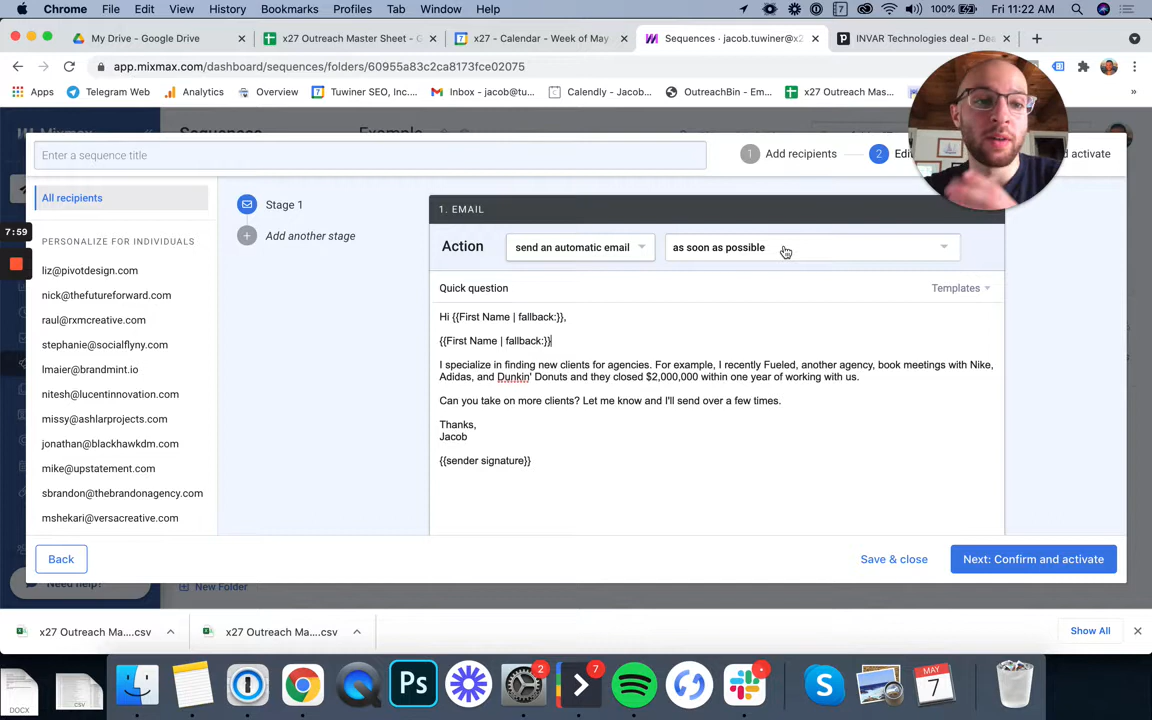 Chrome File Edit View History Bookmarks Profiles Tab Window Help
7 100% Fri 11:22 AM
My Drive - Google Drive
x27 Outreach Master Sheet - G
x27 - Calendar - Week of May
Sequences · jacob.tuwiner@x2
INVAR Technologies deal - Dea
app.mixmax.com/dashboard/sequences/folders/60955a83c2ca8173fce02075
Apps Telegram Web Analytics Overview Tuwiner SEO, Inc.... Inbox - jacob@tu... Calendly - Jacob... OutreachBin - Em... x27 Outreach Mas... »
Enter a sequence title
1 Add recipients
2
activate
All recipients
PERSONALIZE FOR INDIVIDUALS
liz@pivotdesign.com
nick@thefutureforward.com
raul@rxmcreative.com
stephanie@socialflyny.com
lmaier@brandmint.io
nitesh@lucentinnovation.com
missy@ashlarprojects.com
jonathan@blackhawkdm.com
mike@upstatement.com
sbrandon@thebrandonagency.com
mshekari@versacreative.com
7:59
Stage 1
Add another stage
1. EMAIL
Action send an automatic email as soon as possible
Quick question
Templates
Hi {{First Name | fallback:}},
{{First Name | fallback:}}
I specialize in finding new clients for agencies. For example, I recently Fueled, another agency, book meetings with Nike,
Adidas, and Dunkin' Donuts and they closed $2,000,000 within one year of working with us.
Can you take on more clients? Let me know and I'll send over a few times.
Thanks,
Jacob
{{sender signature}}
Back
Save & close
Next: Confirm and activate
Need help?
New Folder
x27 Outreach Ma....csv
x27 Outreach Ma....csv
Show All
DOCX
CSV
Ps
2
7
MAY
7